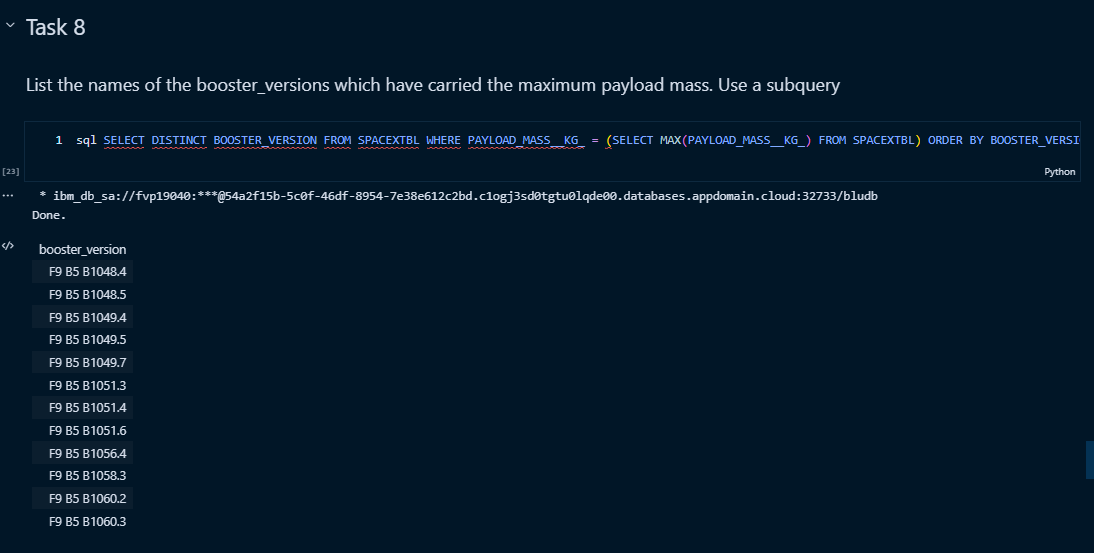 Task 8
List the names of the booster_versions which have carried the maximum payload mass. Use a subquery
1 sql SELECT DISTINCT BOOSTER_VERSION FROM SPACEXTBL WHERE PAYLOAD_MASS__KG_ = (SELECT MAX(PAYLOAD_MASS__KG_) FROM SPACEXTBL) ORDER BY BOOSTER_VERSI
[23]
Python
... * ibm_db_sa://fvp19040:***@54a2f15b-5c0f-46df-8954-7e38e612c2bd.c1ogj3sd0tgtu0lqde00.databases.appdomain.cloud:32733/bludb
Done.
</> booster_version
F9 B5 B1048.4
F9 B5 B1048.5
F9 B5 B1049.4
F9 B5 B1049.5
F9 B5 B1049.7
F9 B5 B1051.3
F9 B5 B1051.4
F9 B5 B1051.6
F9 B5 B1056.4
F9 B5 B1058.3
F9 B5 B1060.2
F9 B5 B1060.3